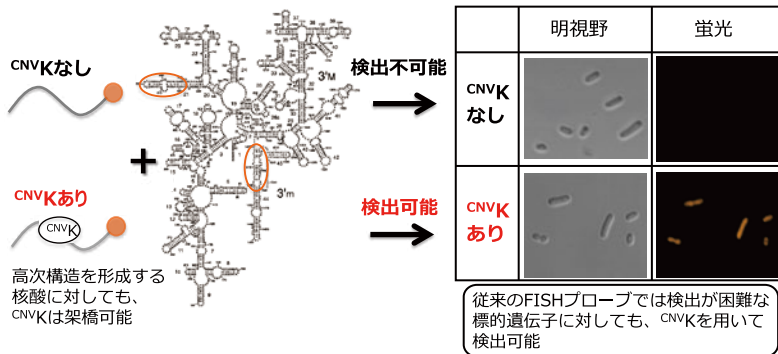 CNVKなし
CNVKあり
CNVK
高次構造を形成する
核酸に対しても、
CNVKは架橋可能
+
3'M
3'm
検出不可能
検出可能
明視野
蛍光
CNVK
なし
CNVK
あり
従来のFISHプローブでは検出が困難な
標的遺伝子に対しても、CNVKを用いて
検出可能